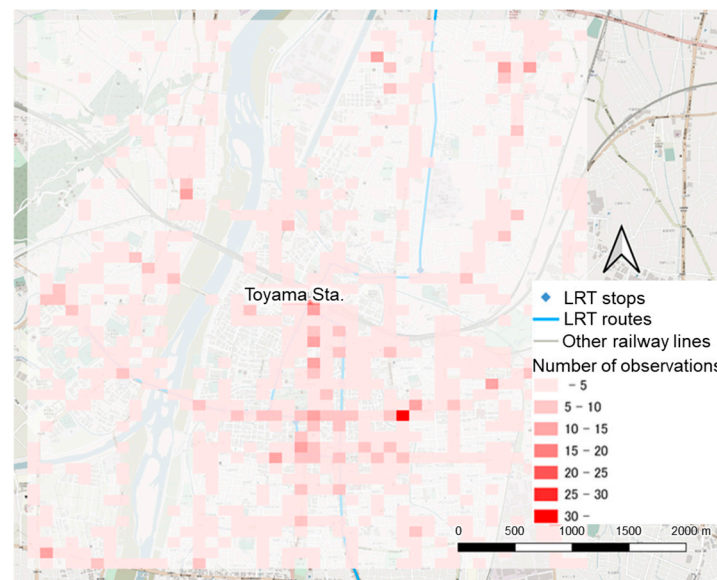 Toyama Sta.
LRT stops
LRT routes
Other railway lines
Number of observations
- 5
5 - 10
10 - 15
15 - 20
20 - 25
25 - 30
30 -
0 500 1000 1500 2000 m